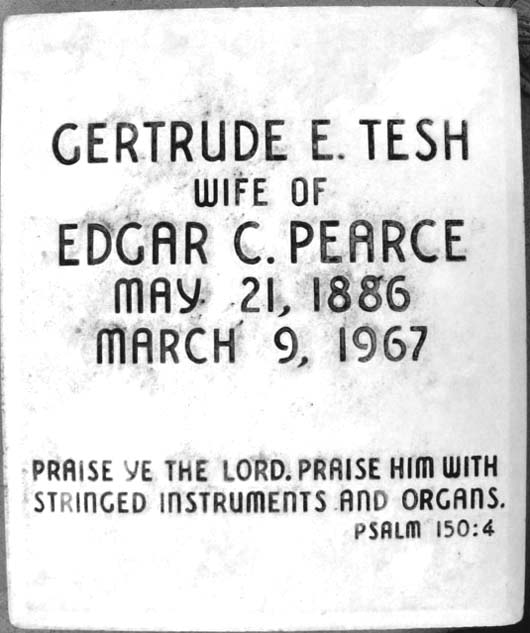 GERTRUDE E. TESH
WIFE OF
EDGAR C. PEARCE
MAY 21, 1886
MARCH 9, 1967
PRAISE YE THE LORD. PRAISE HIM WITH
STRINGED INSTRUMENTS AND ORGANS.
PSALM 150:4